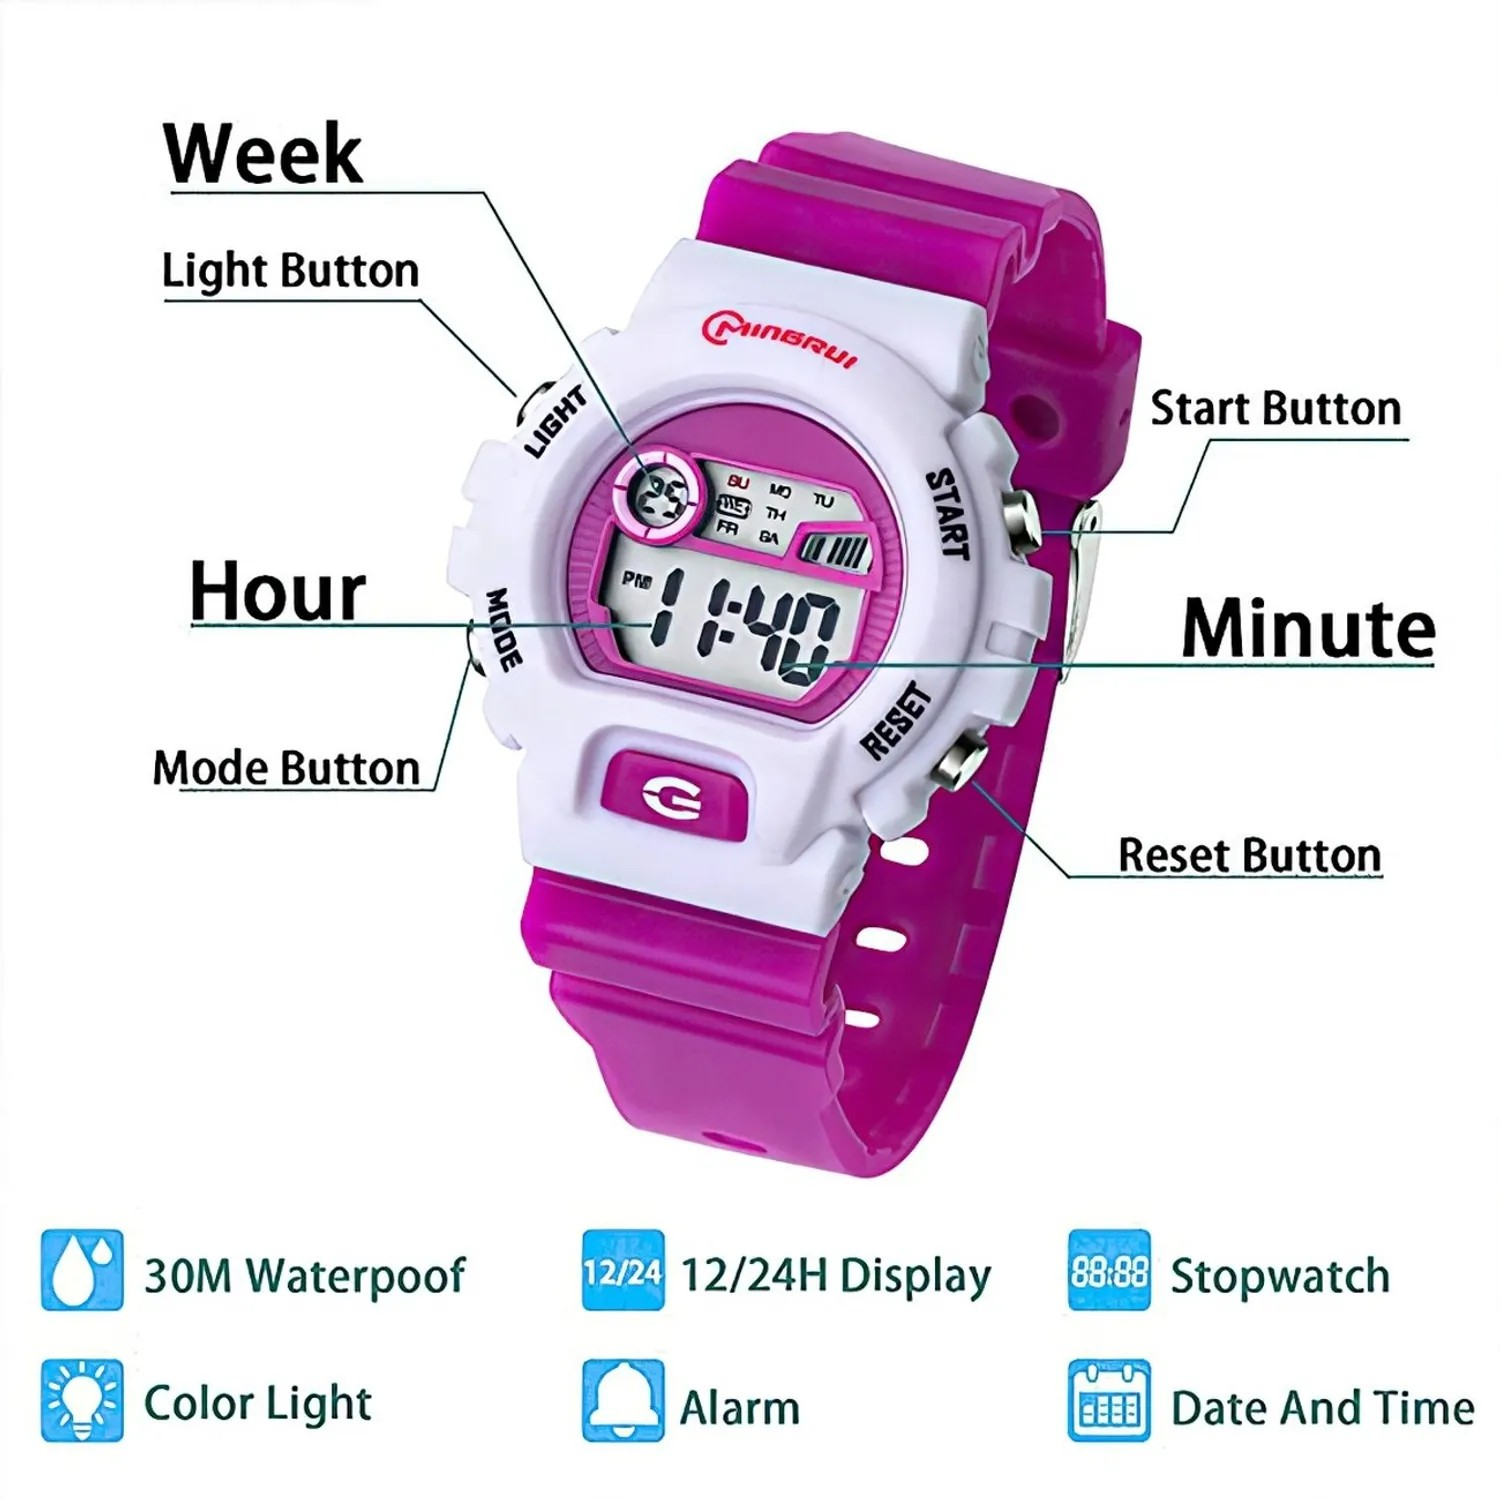 Week
Light Button
MINGRUI
LIGHT
Start Button
START
SU MO TU
WE TH
FR SA
25
PM 11:40
Hour
MODE
Minute
RESET
Mode Button
G
Reset Button
30M Waterpoof
12/24 12/24H Display
88:88 Stopwatch
Color Light
Alarm
Date And Time